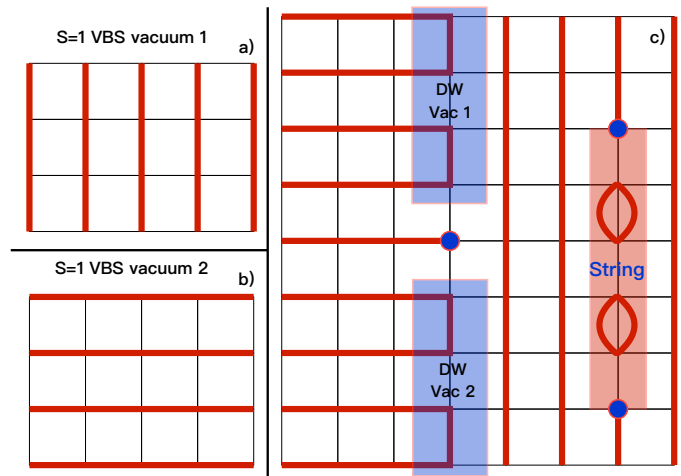 S=1 VBS vacuum 1
a)
S=1 VBS vacuum 2
b)
c)
DW
Vac 1
String
DW
Vac 2